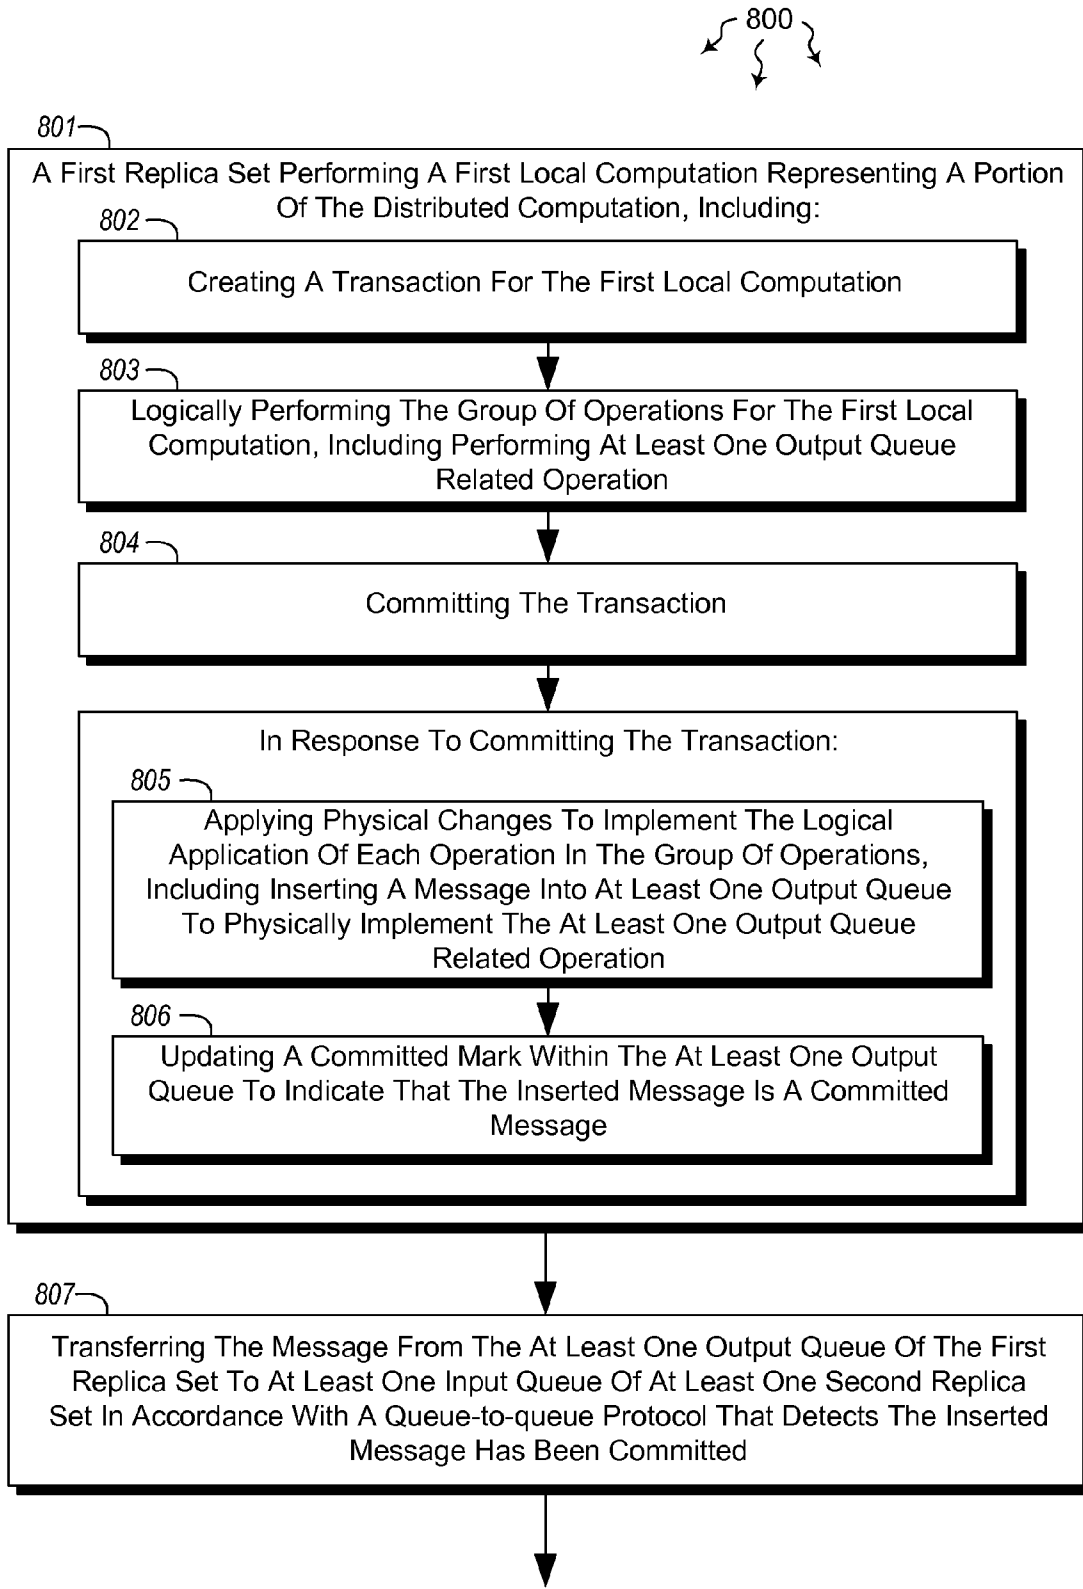 800
801
A First Replica Set Performing A First Local Computation Representing A Portion
Of The Distributed Computation, Including:
802
Creating A Transaction For The First Local Computation
803
Logically Performing The Group Of Operations For The First Local
Computation, Including Performing At Least One Output Queue
Related Operation
804
Committing The Transaction
In Response To Committing The Transaction:
805
Applying Physical Changes To Implement The Logical
Application Of Each Operation In The Group Of Operations,
Including Inserting A Message Into At Least One Output Queue
To Physically Implement The At Least One Output Queue
Related Operation
806
Updating A Committed Mark Within The At Least One Output
Queue To Indicate That The Inserted Message Is A Committed
Message
807
Transferring The Message From The At Least One Output Queue Of The First
Replica Set To At Least One Input Queue Of At Least One Second Replica
Set In Accordance With A Queue-to-queue Protocol That Detects The Inserted
Message Has Been Committed